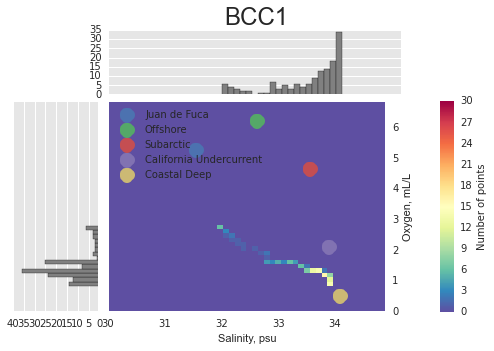 BCC1
35
30
25
20
15
10
5
0
Juan de Fuca
Offshore
Subarctic
California Undercurrent
Coastal Deep
6
5
4
3
2
1
0
Oxygen, mL/L
30
27
24
21
18
15
12
9
6
3
0
Number of points
40 35 30 25 20 15 10 5 0
30 31 32 33 34
Salinity, psu